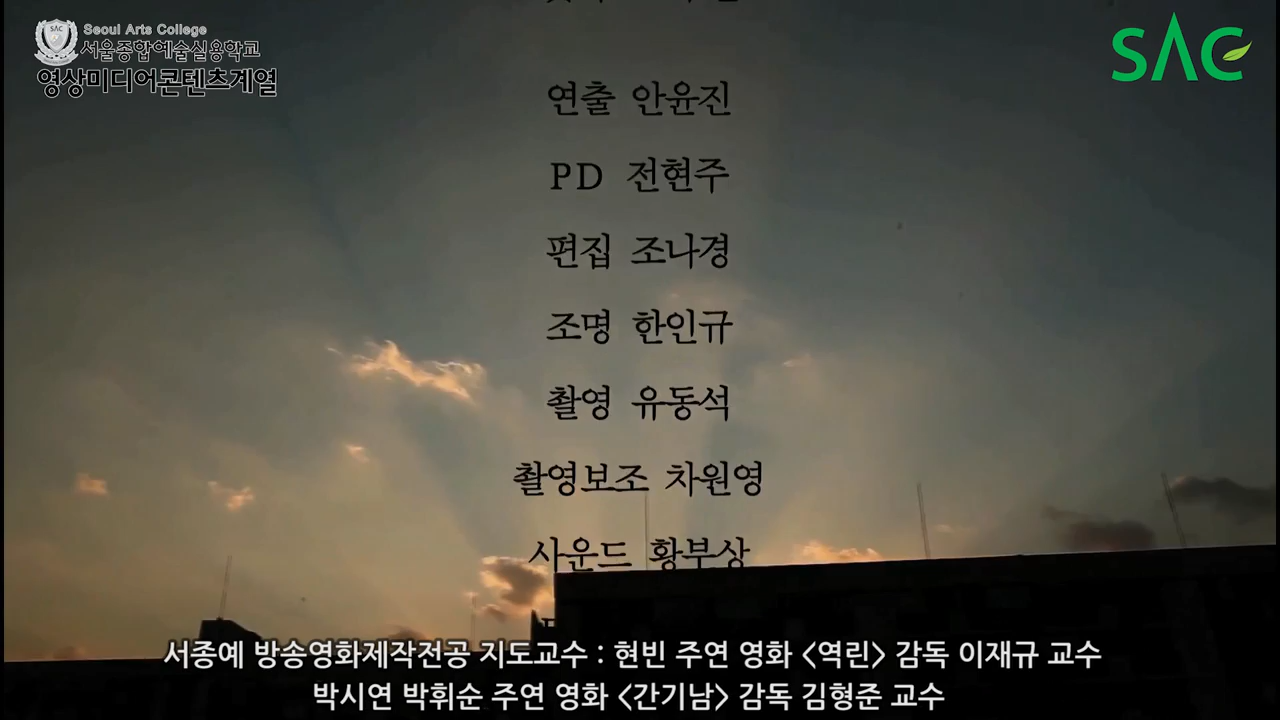 SAC
Seoul Arts College
서울종합예술실용학교
영상미디어콘텐츠계열
SAC
연출 안윤진
PD 전현주
편집 조나경
조명 한인규
촬영 유동석
촬영보조 차원영
사운드 황부상
서종예 방송영화제작전공 지도교수 : 현빈 주연 영화 <역린> 감독 이재규 교수
박시연 박휘순 주연 영화 <간기남> 감독 김형준 교수